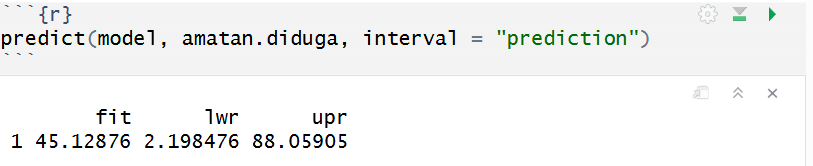 ```{r}
predict(model, amatan.diduga, interval = "prediction")
```
fit lwr upr
1 45.12876 2.198476 88.05905